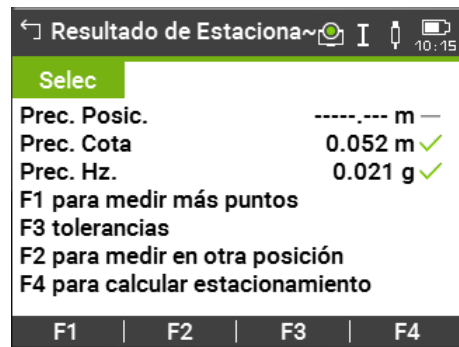 Resultado de Estaciona~
10:15
Selec
Prec. Posic. -----.--- m
Prec. Cota 0.052 m
Prec. Hz. 0.021 g
F1 para medir más puntos
F3 tolerancias
F2 para medir en otra posición
F4 para calcular estacionamiento
F1 | F2 | F3 | F4